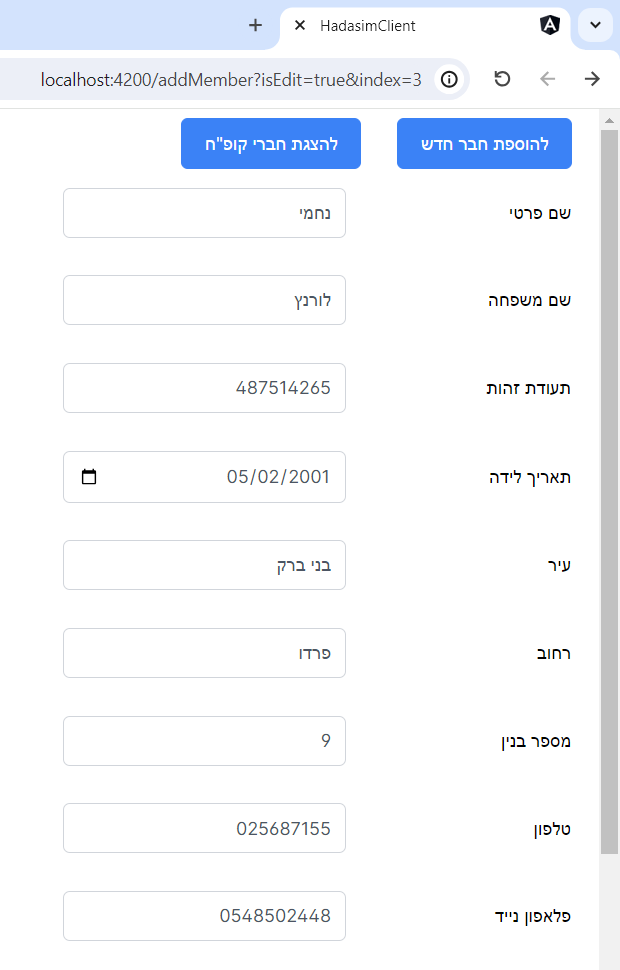 HadasimClient
localhost:4200/addMember?isEdit=true&index=3
להוספת חבר חדש
להצגת חברי קופ"ח
שם פרטי
נחמי
שם משפחה
לורנץ
תעודת זהות
487514265
תאריך לידה
05/02/2001
עיר
בני ברק
רחוב
פרדו
מספר בנין
9
טלפון
025687155
פלאפון נייד
0548502448